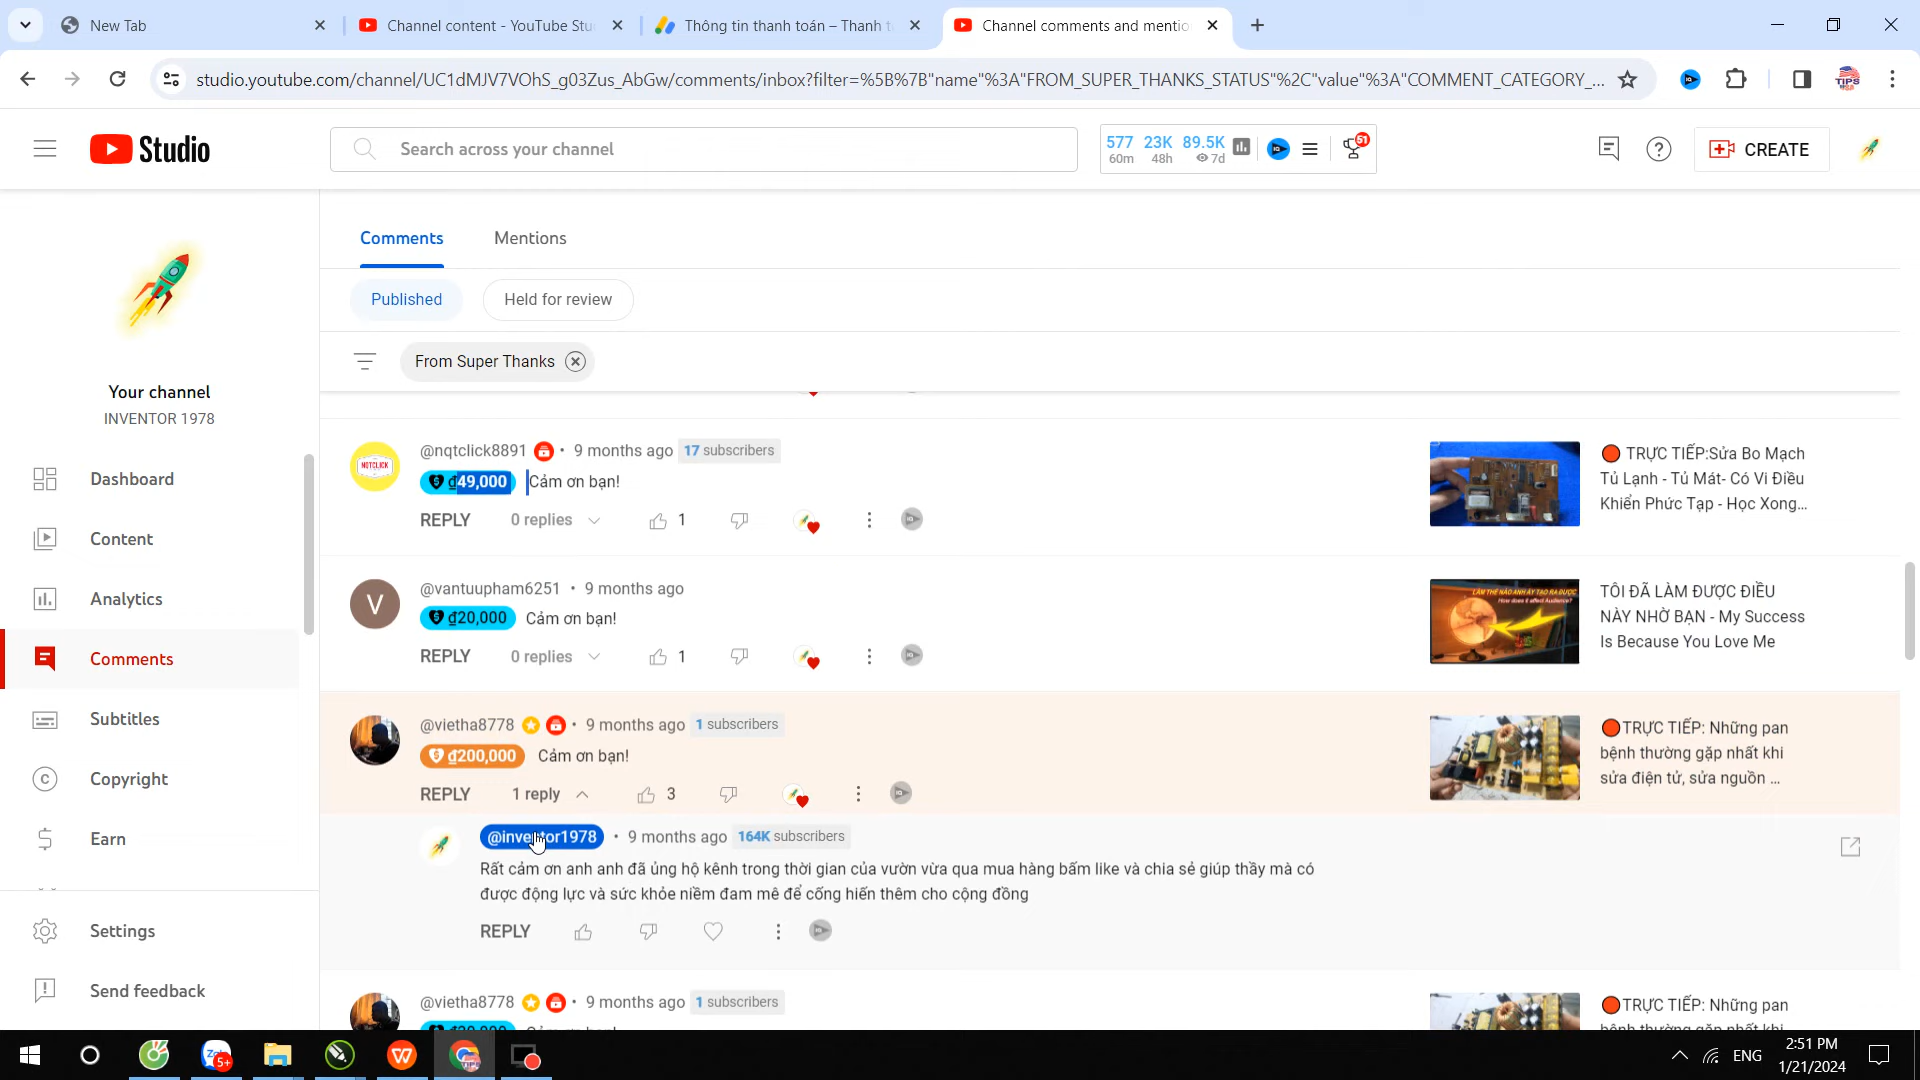 New Tab
Channel content - YouTube Stu
Thông tin thanh toán – Thanh t
Channel comments and mentio
studio.youtube.com/channel/UC1dMJV7VOhS_g03Zus_AbGw/comments/inbox?filter=%5B%7B"name"%3A"FROM_SUPER_THANKS_STATUS"%2C"value"%3A"COMMENT_CATEGORY_...
TIPS
Studio
Search across your channel
577 23K 89.5K
60m 48h 7d
51
CREATE
Comments
Mentions
Published
Held for review
From Super Thanks
Your channel
INVENTOR 1978
Dashboard
Content
Analytics
Comments
Subtitles
Copyright
Earn
Settings
Send feedback
NQTCLICK
@nqtclick8891 • 9 months ago 17 subscribers
₫49,000 Cảm ơn bạn!
REPLY 0 replies 1
🔴 TRỰC TIẾP:Sửa Bo Mạch
Tủ Lạnh - Tủ Mát- Có Vi Điều
Khiển Phức Tạp - Học Xong...
V
@vantuupham6251 • 9 months ago
₫20,000 Cảm ơn bạn!
REPLY 0 replies 1
TÔI ĐÃ LÀM ĐƯỢC ĐIỀU
NÀY NHỜ BẠN - My Success
Is Because You Love Me
@vietha8778 • 9 months ago 1 subscribers
₫200,000 Cảm ơn bạn!
REPLY 1 reply 3
🔴TRỰC TIẾP: Những pan
bệnh thường gặp nhất khi
sửa điện tử, sửa nguồn ...
@inventor1978 • 9 months ago 164K subscribers
Rất cảm ơn anh anh đã ủng hộ kênh trong thời gian của vườn vừa qua mua hàng bấm like và chia sẻ giúp thầy mà có
được động lực và sức khỏe niềm đam mê để cống hiến thêm cho cộng đồng
REPLY
@vietha8778 • 9 months ago 1 subscribers
🔴TRỰC TIẾP: Những pan
5+
ENG
2:51 PM
1/21/2024